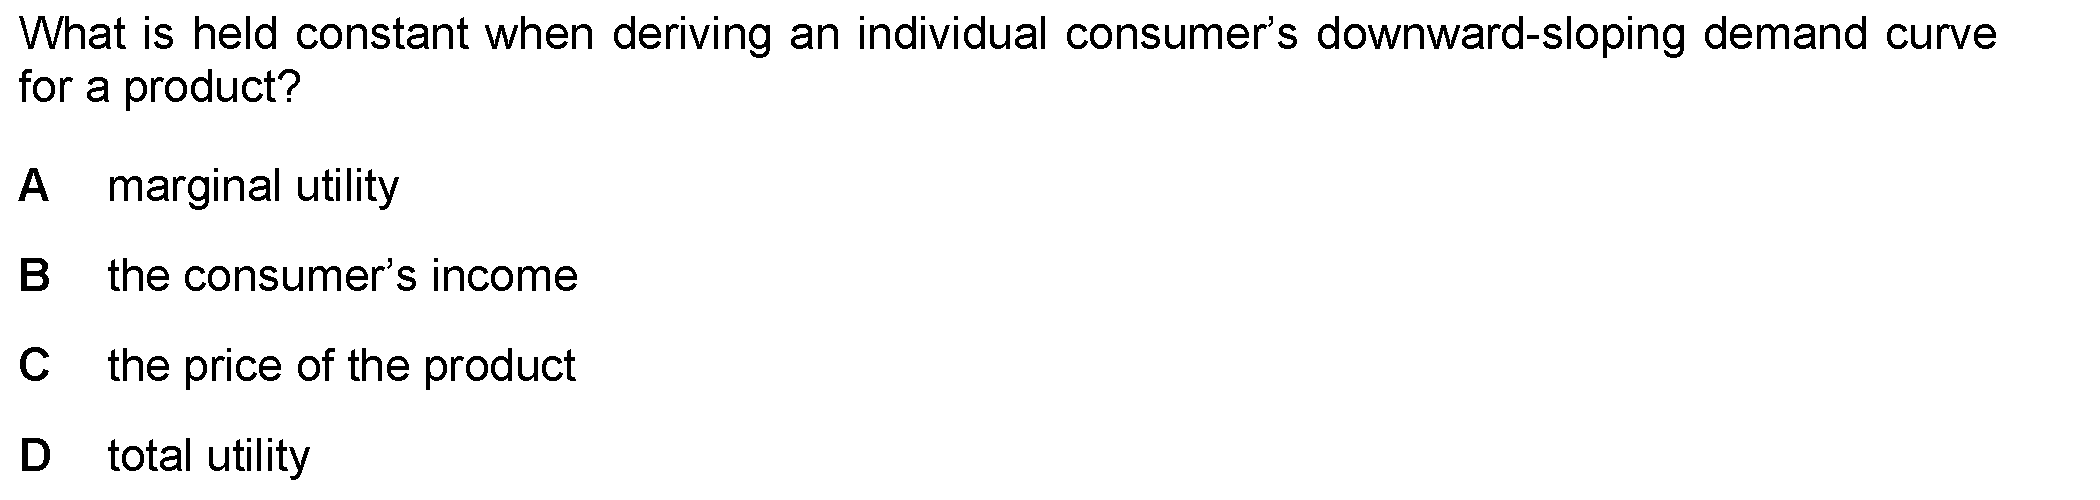 What is held constant when deriving an individual consumer’s downward-sloping demand curve
for a product?
A marginal utility
B the consumer’s income
C the price of the product
D total utility